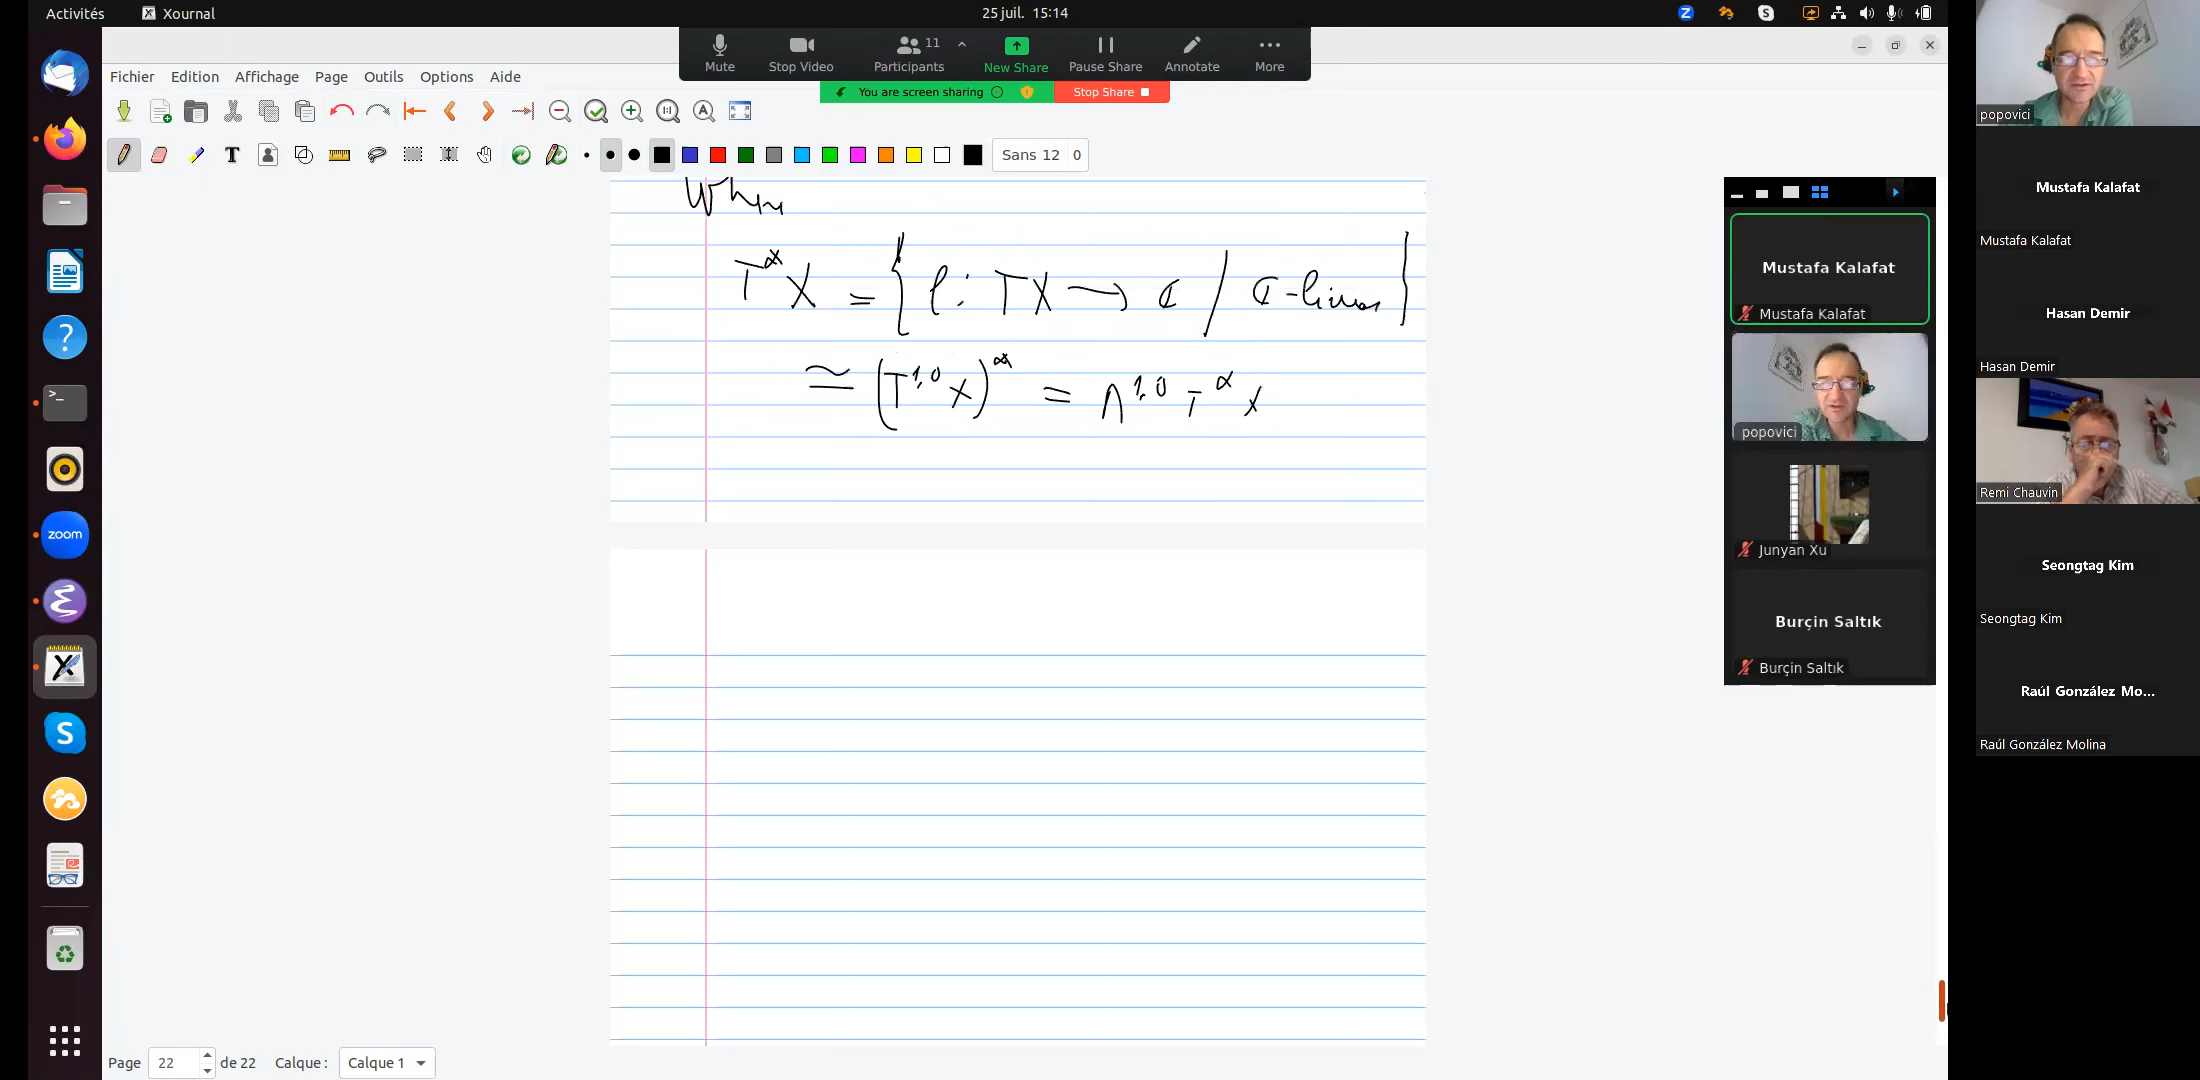 Activités Xournal 25 juil. 15:14
Mute Stop Video Participants 11 New Share Pause Share Annotate More
You are screen sharing Stop Share
Fichier Edition Affichage Page Outils Options Aide
Sans 12 0
T* X = { l : TX → ℂ / ℂ-linear }
≃ (T^{1,0} X)* = Λ^{1,0} T* X
Mustafa Kalafat
Mustafa Kalafat
popovici
Junyan Xu
Burçin Saltık
Burçin Saltık
popovici
Mustafa Kalafat
Mustafa Kalafat
Hasan Demir
Hasan Demir
Remi Chauvin
Seongtag Kim
Seongtag Kim
Raúl González Mo...
Raúl González Molina
zoom
Page 22 de 22 Calque : Calque 1